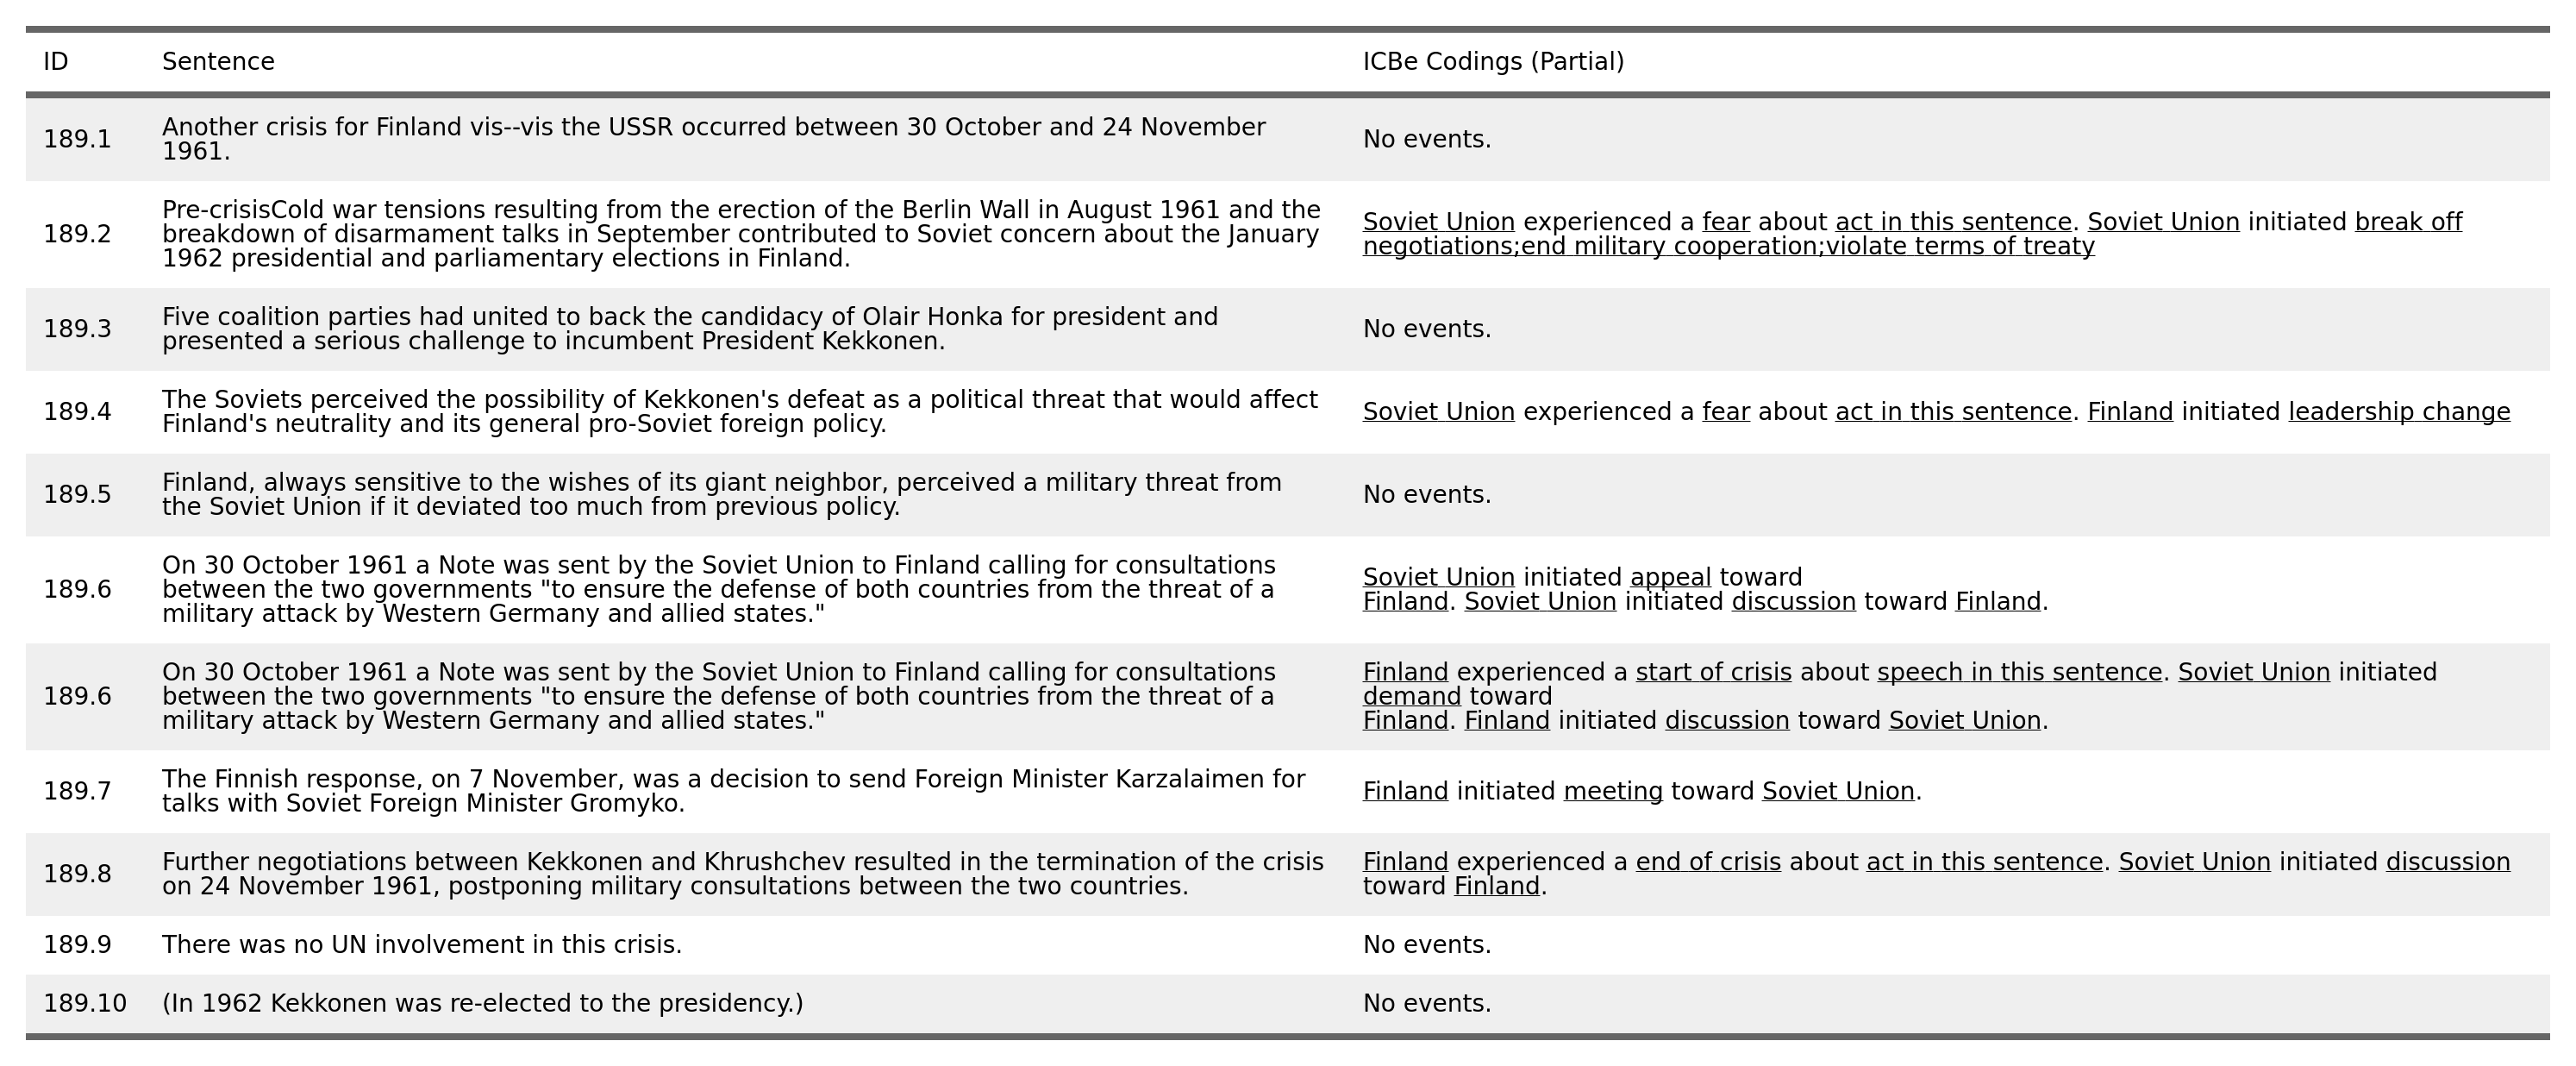 ID Sentence ICBe Codings (Partial)
189.1 Another crisis for Finland vis--vis the USSR occurred between 30 October and 24 November
1961. No events.
189.2 Pre-crisisCold war tensions resulting from the erection of the Berlin Wall in August 1961 and the
breakdown of disarmament talks in September contributed to Soviet concern about the January
1962 presidential and parliamentary elections in Finland.
Soviet Union experienced a fear about act in this sentence. Soviet Union initiated break off
negotiations;end military cooperation;violate terms of treaty
189.3 Five coalition parties had united to back the candidacy of Olair Honka for president and
presented a serious challenge to incumbent President Kekkonen. No events.
189.4 The Soviets perceived the possibility of Kekkonen's defeat as a political threat that would affect
Finland's neutrality and its general pro-Soviet foreign policy.
Soviet Union experienced a fear about act in this sentence. Finland initiated leadership change
189.5 Finland, always sensitive to the wishes of its giant neighbor, perceived a military threat from
the Soviet Union if it deviated too much from previous policy. No events.
189.6 On 30 October 1961 a Note was sent by the Soviet Union to Finland calling for consultations
between the two governments "to ensure the defense of both countries from the threat of a
military attack by Western Germany and allied states."
Soviet Union initiated appeal toward
Finland. Soviet Union initiated discussion toward Finland.
189.6 On 30 October 1961 a Note was sent by the Soviet Union to Finland calling for consultations
between the two governments "to ensure the defense of both countries from the threat of a
military attack by Western Germany and allied states."
Finland experienced a start of crisis about speech in this sentence. Soviet Union initiated
demand toward
Finland. Finland initiated discussion toward Soviet Union.
189.7 The Finnish response, on 7 November, was a decision to send Foreign Minister Karzalaimen for
talks with Soviet Foreign Minister Gromyko.
Finland initiated meeting toward Soviet Union.
189.8 Further negotiations between Kekkonen and Khrushchev resulted in the termination of the crisis
on 24 November 1961, postponing military consultations between the two countries.
Finland experienced a end of crisis about act in this sentence. Soviet Union initiated discussion
toward Finland.
189.9 There was no UN involvement in this crisis. No events.
189.10 (In 1962 Kekkonen was re-elected to the presidency.) No events.